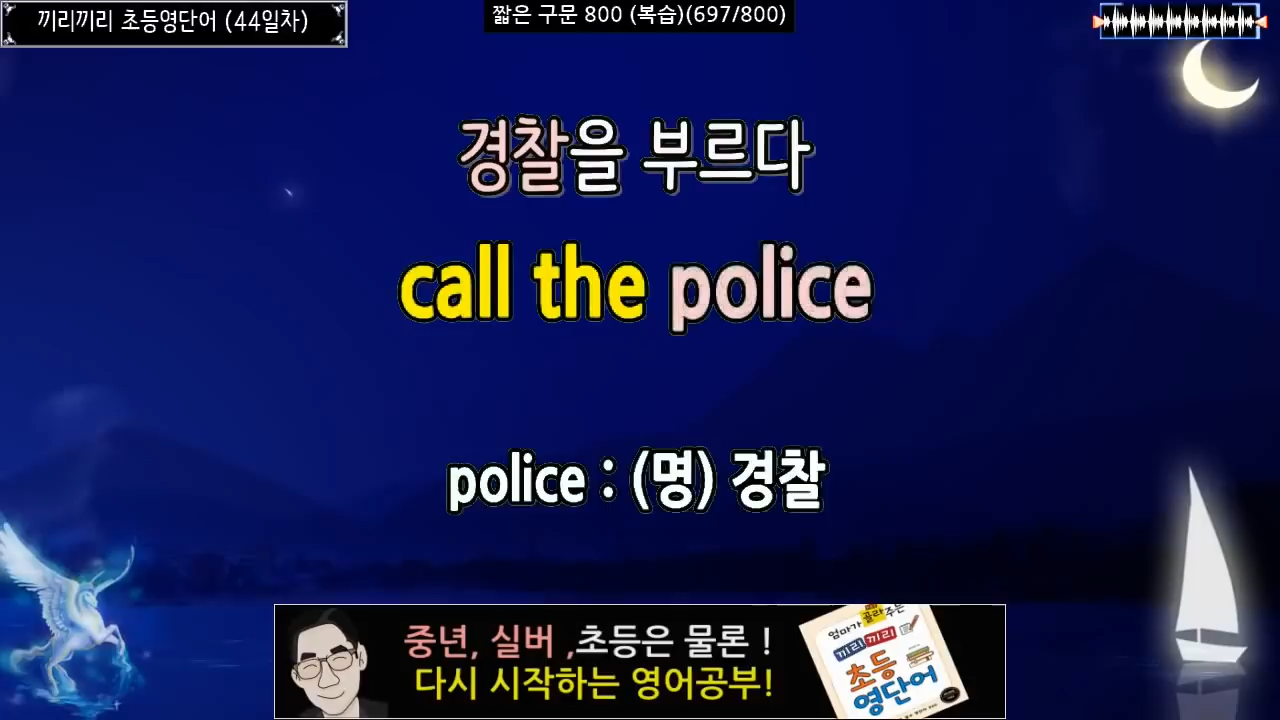 끼리끼리 초등영단어 (44일차)
짧은 구문 800 (복습)(697/800)
경찰을 부르다
call the police
police : (명) 경찰
중년, 실버 ,초등은 물론 !
다시 시작하는 영어공부!
엄마가 골라주는
끼리끼리
초등
영단어